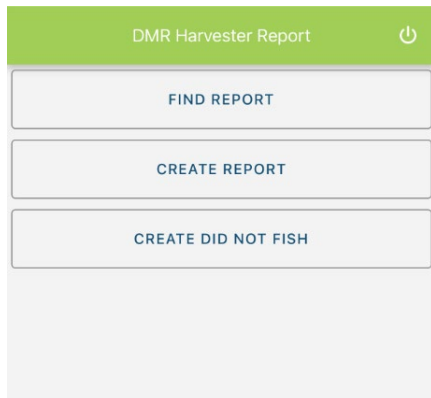 DMR Harvester Report
FIND REPORT
CREATE REPORT
CREATE DID NOT FISH